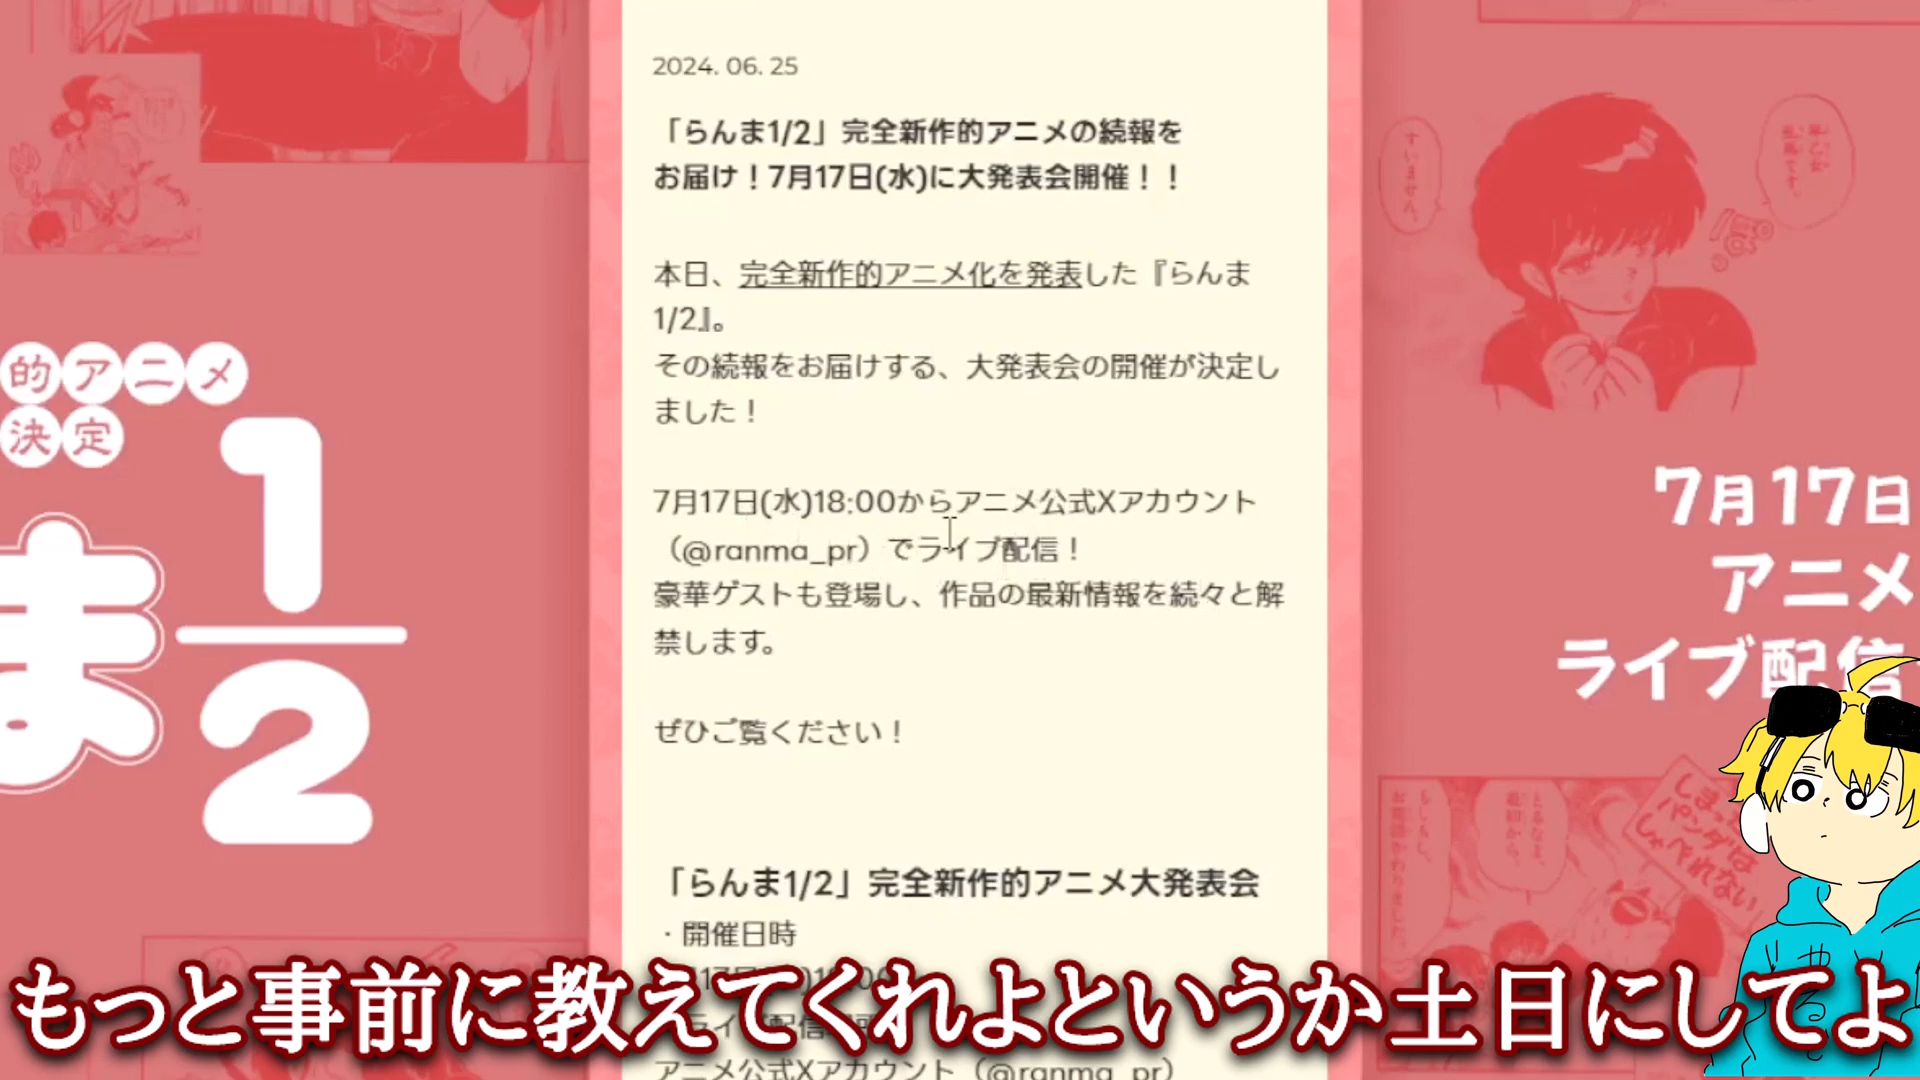 2024. 06. 25
「らんま1/2」完全新作的アニメの続報を
お届け！7月17日(水)に大発表会開催！！
本日、完全新作的アニメ化を発表した『らんま
1/2』。
その続報をお届けする、大発表会の開催が決定し
ました！
7月17日(水)18:00からアニメ公式Xアカウント
（@ranma_pr）でライブ配信！
豪華ゲストも登場し、作品の最新情報を続々と解
禁します。
ぜひご覧ください！
「らんま1/2」完全新作的アニメ大発表会
・開催日時
アニメ公式Xアカウント（@ranma_pr）
的アニメ
決定
ま1/2
すいません。
7月17日
アニメ
ライブ配信
もっと事前に教えてくれよというか土日にしてよ